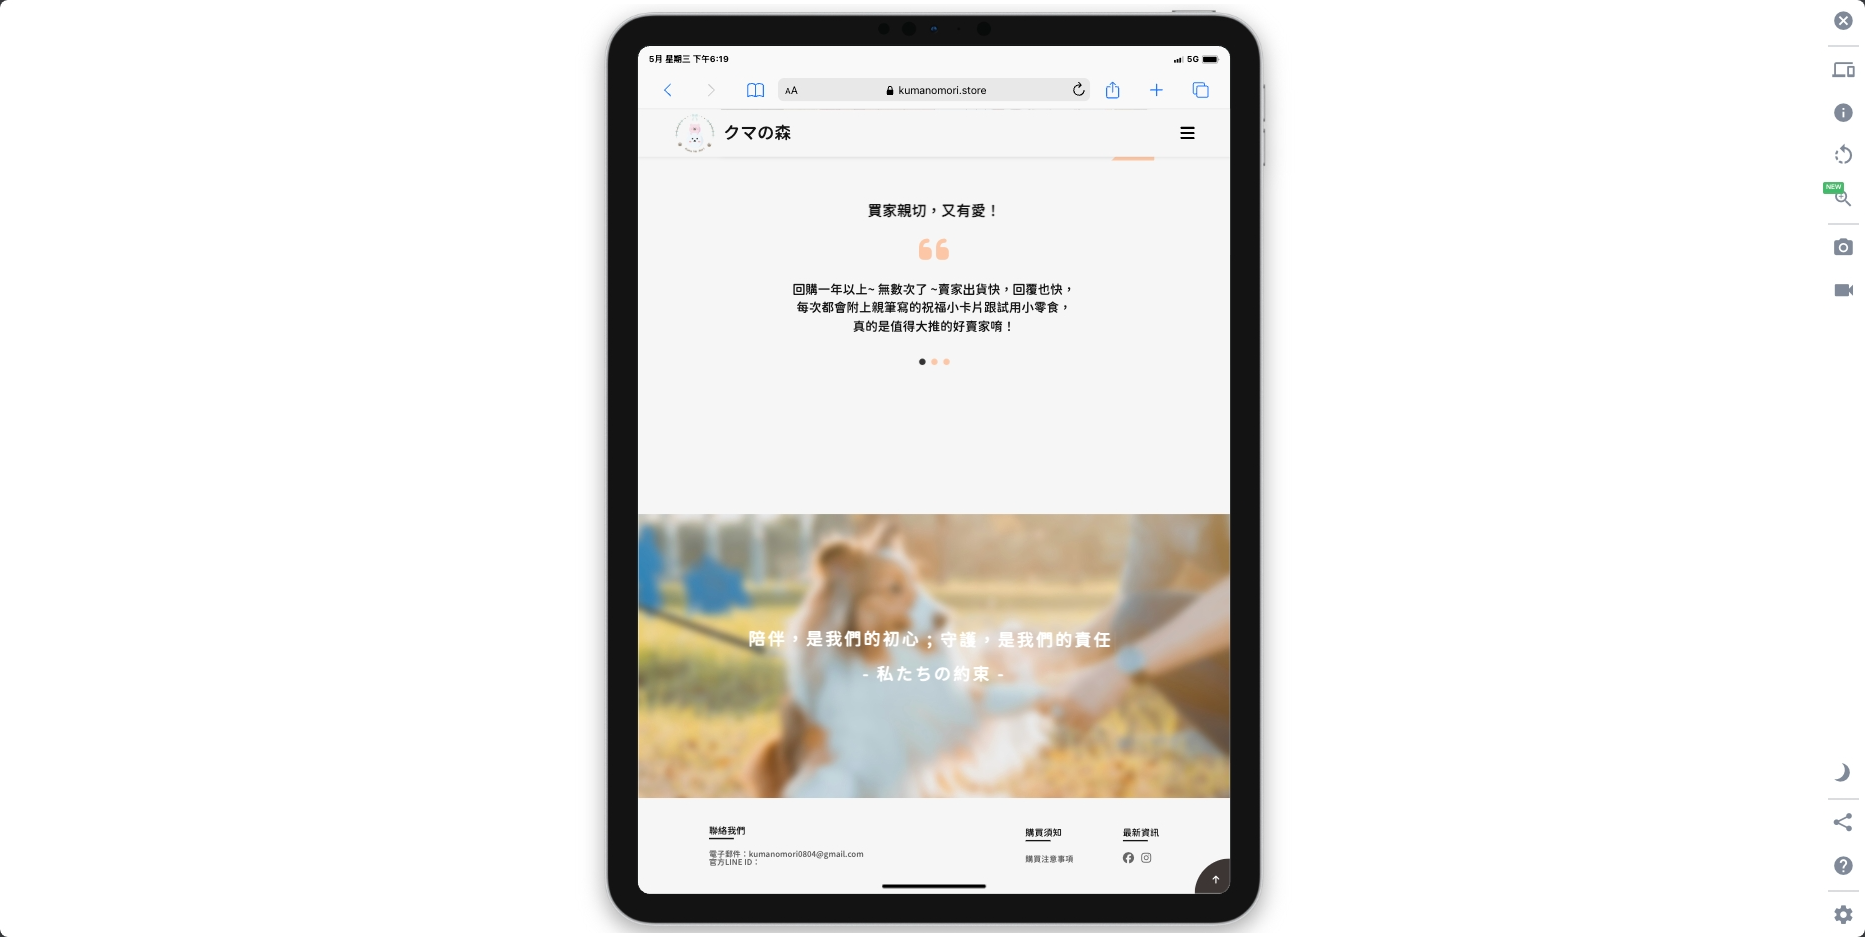 5月 星期三 下午6:19
5G
AA
kumanomori.store
クマの森
NEW
買家親切，又有愛！
回購一年以上~ 無數次了 ~賣家出貨快，回覆也快，
每次都會附上親筆寫的祝福小卡片跟試用小零食，
真的是值得大推的好賣家唷！
陪伴，是我們的初心；守護，是我們的責任
- 私たちの約束 -
聯絡我們
電子郵件：kumanomori0804@gmail.com
官方LINE ID：
購買須知
購買注意事項
最新資訊